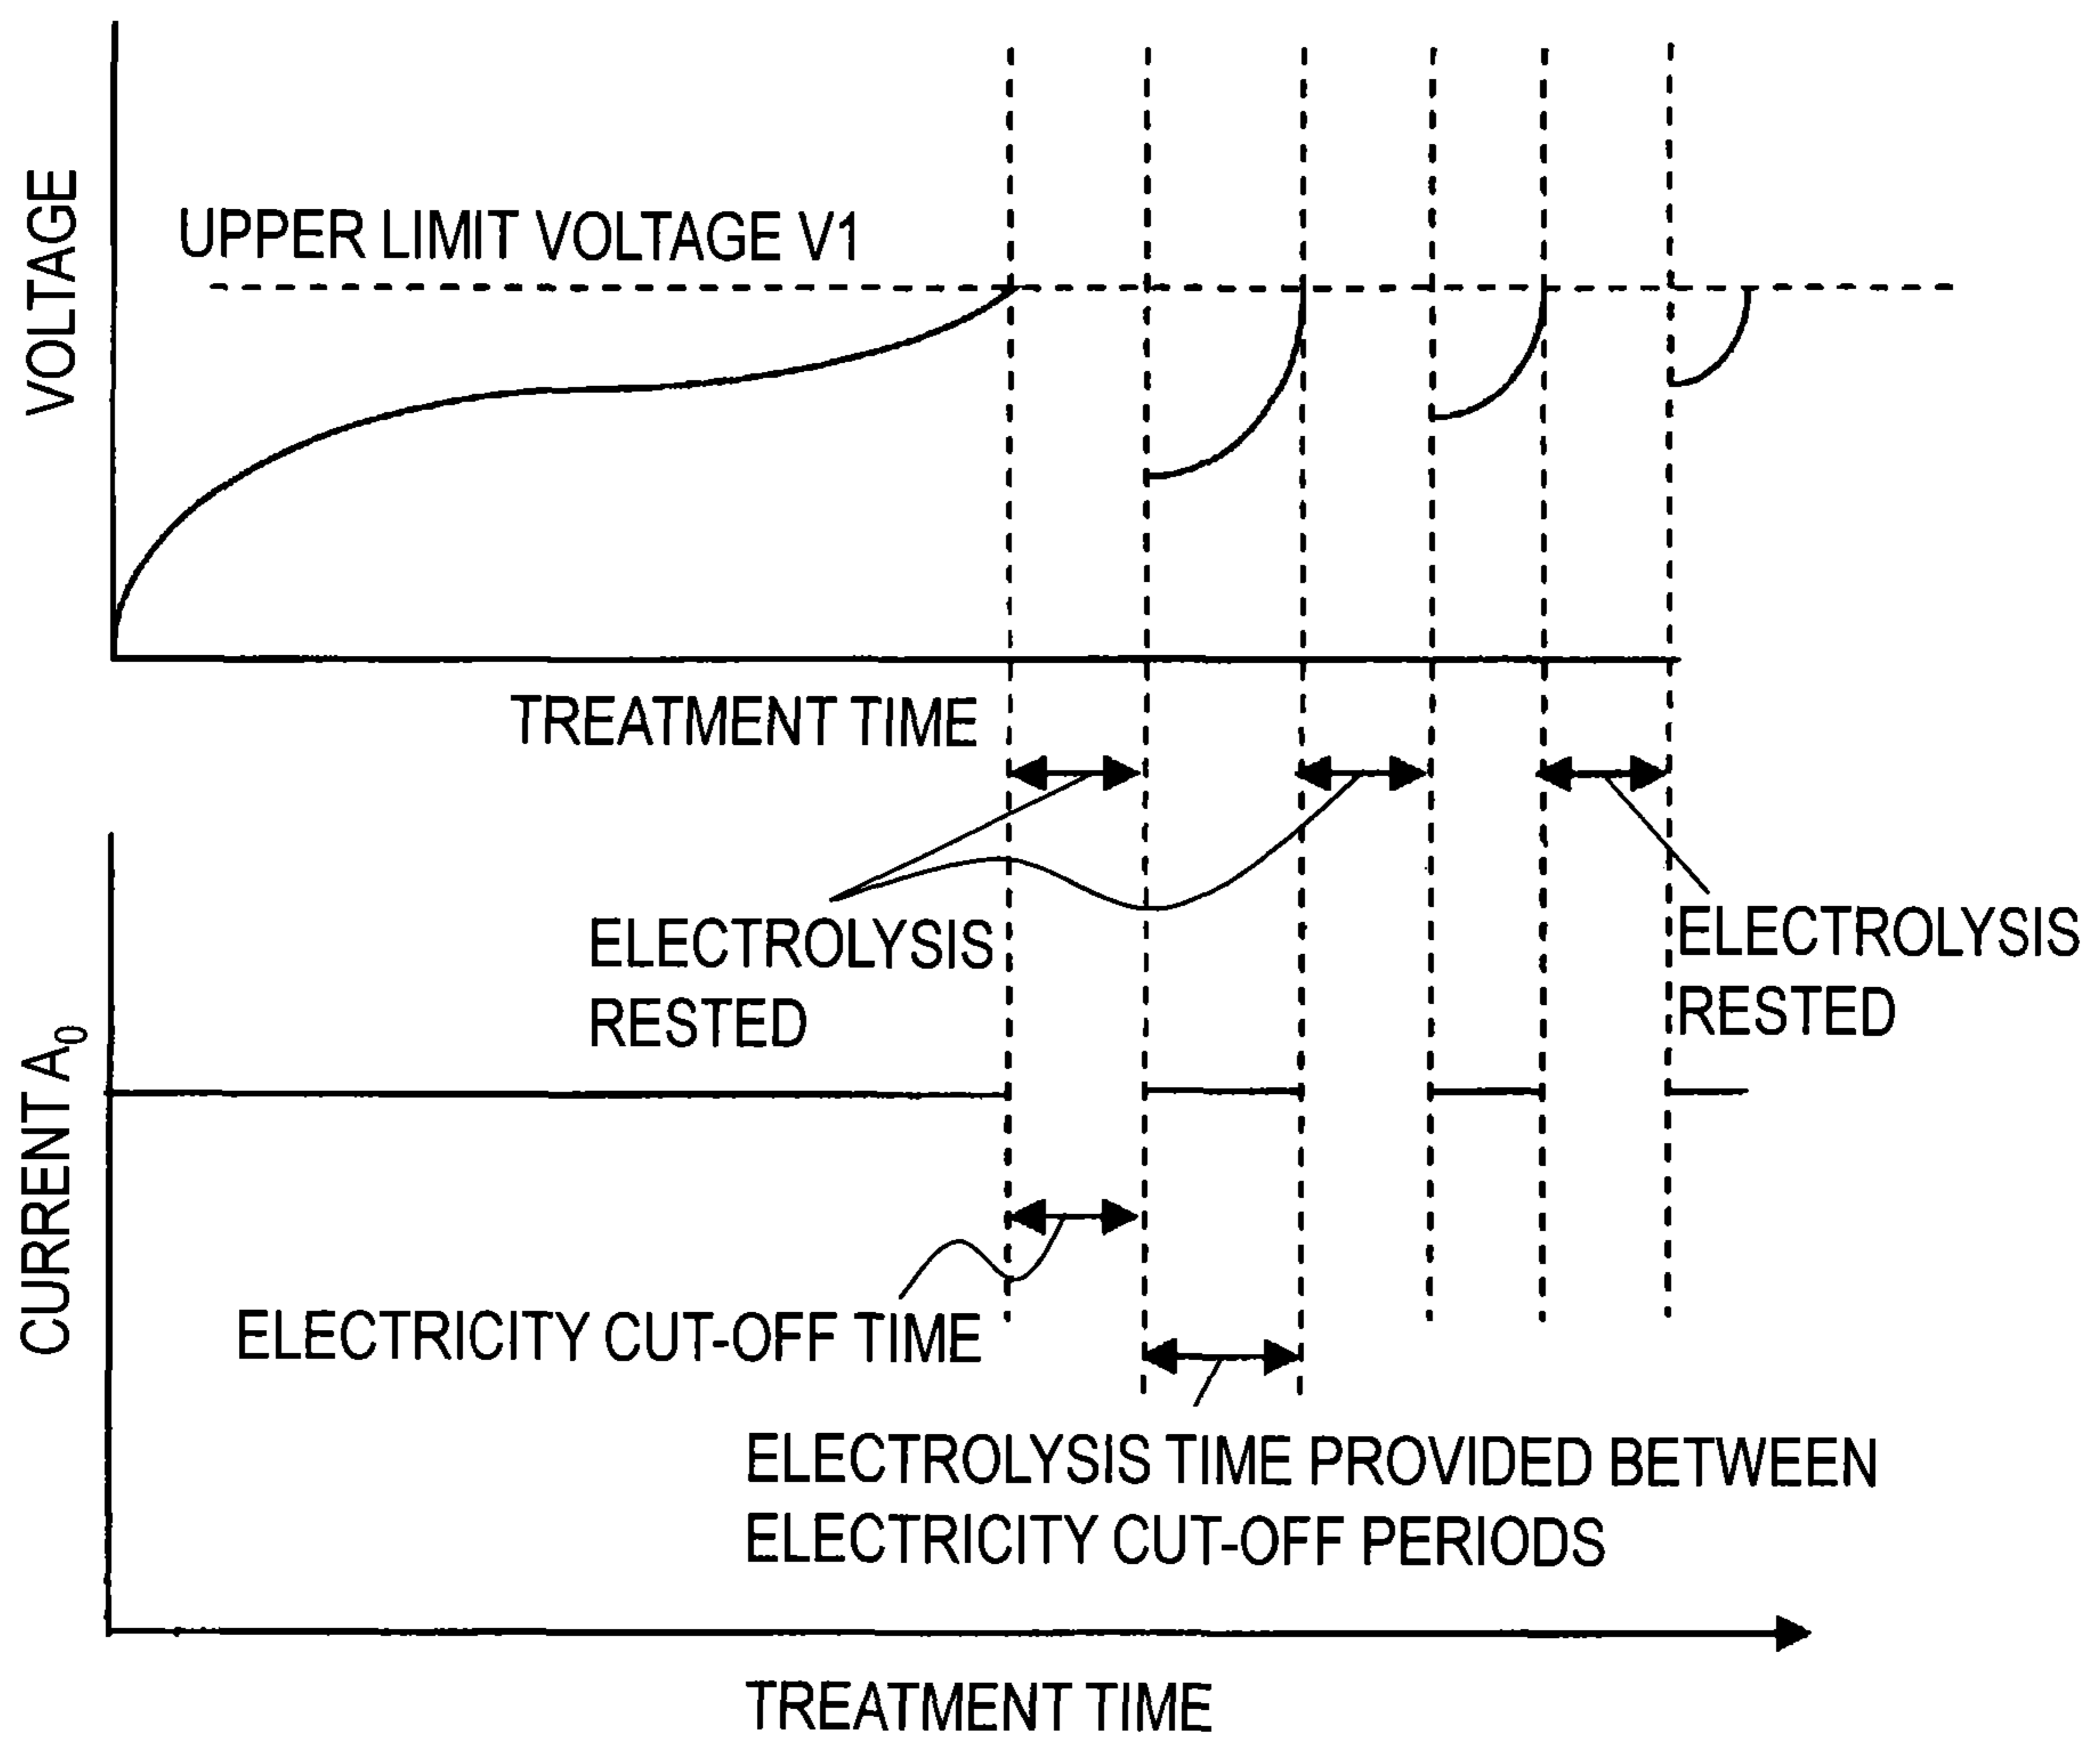 VOLTAGE
UPPER LIMIT VOLTAGE V1
TREATMENT TIME
ELECTROLYSIS
RESTED
ELECTROLYSIS
RESTED
CURRENT A0
ELECTRICITY CUT-OFF TIME
ELECTROLYSIS TIME PROVIDED BETWEEN
ELECTRICITY CUT-OFF PERIODS
TREATMENT TIME